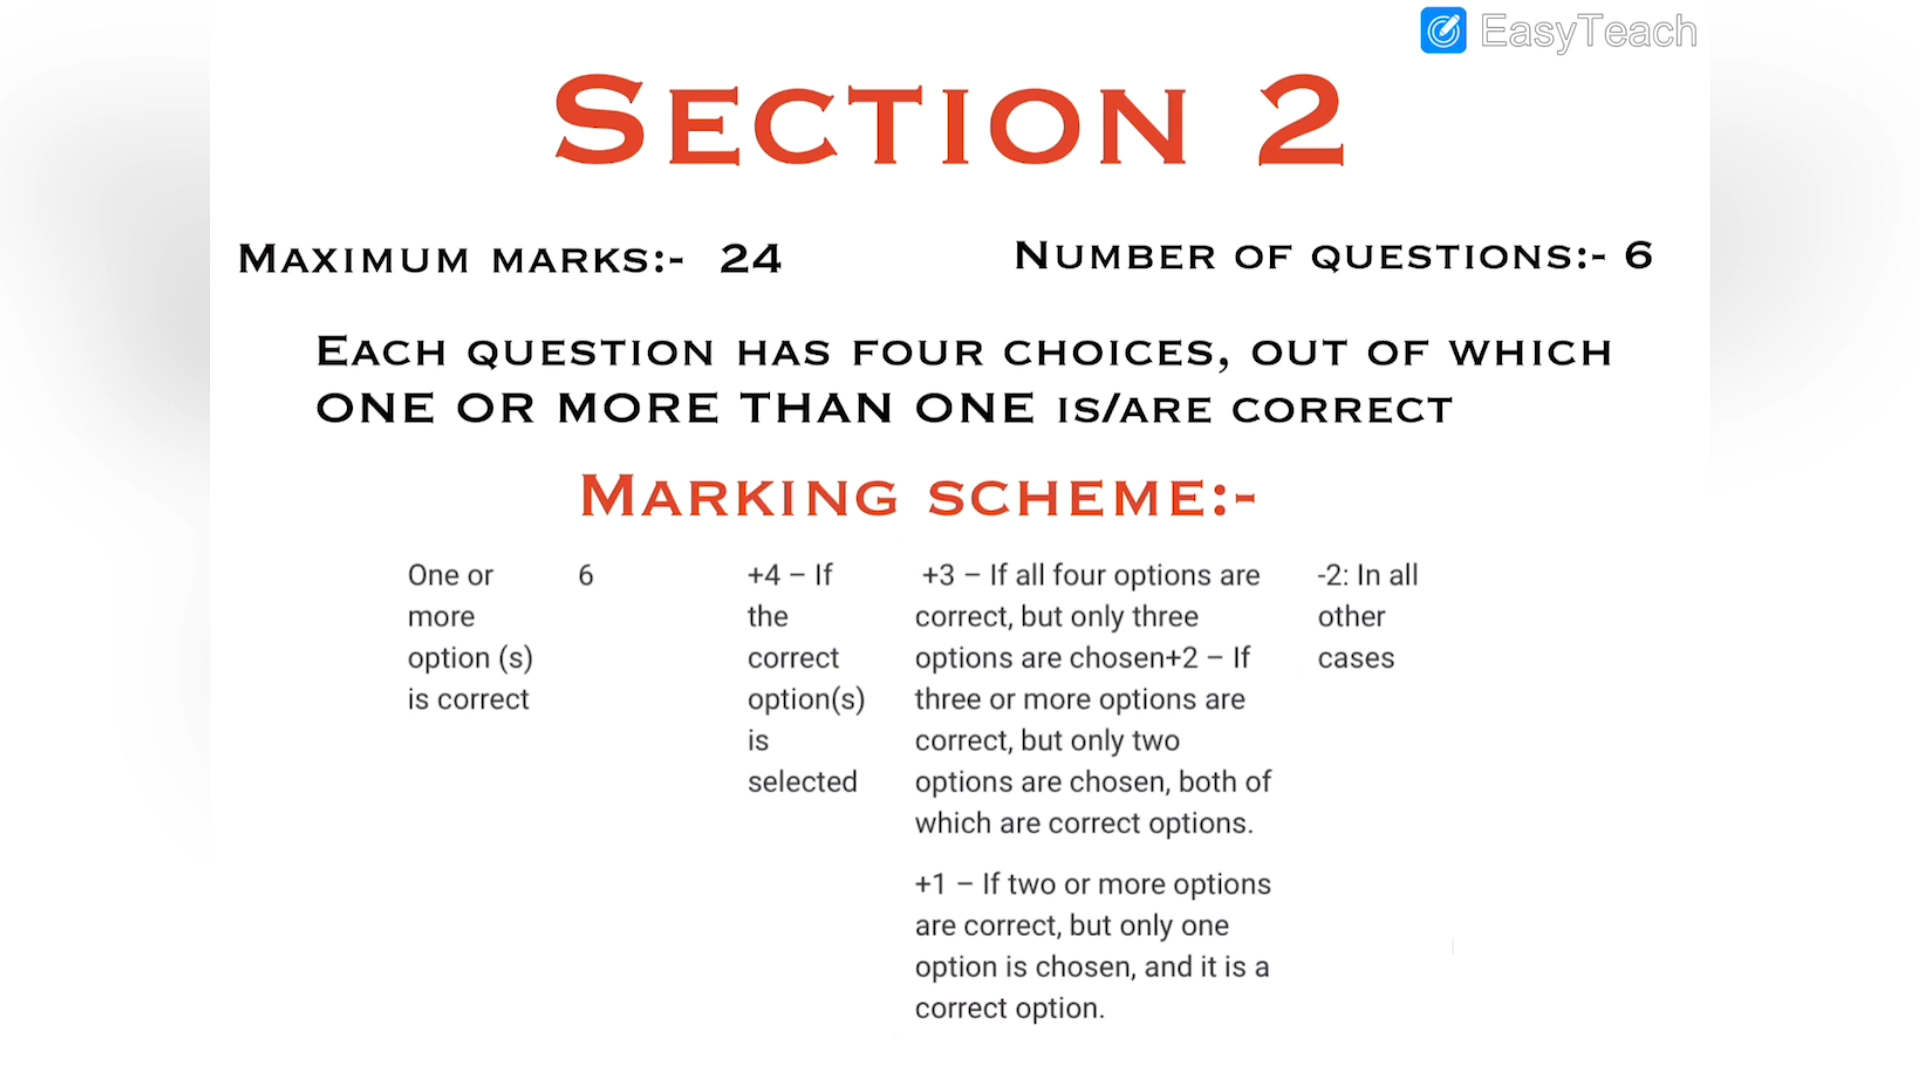 EasyTeach
SECTION 2
MAXIMUM MARKS:- 24
NUMBER OF QUESTIONS:- 6
EACH QUESTION HAS FOUR CHOICES, OUT OF WHICH
ONE OR MORE THAN ONE IS/ARE CORRECT
MARKING SCHEME:-
One or
more
option (s)
is correct
6
+4 – If
the
correct
option(s)
is
selected
+3 – If all four options are
correct, but only three
options are chosen+2 – If
three or more options are
correct, but only two
options are chosen, both of
which are correct options.
+1 – If two or more options
are correct, but only one
option is chosen, and it is a
correct option.
-2: In all
other
cases